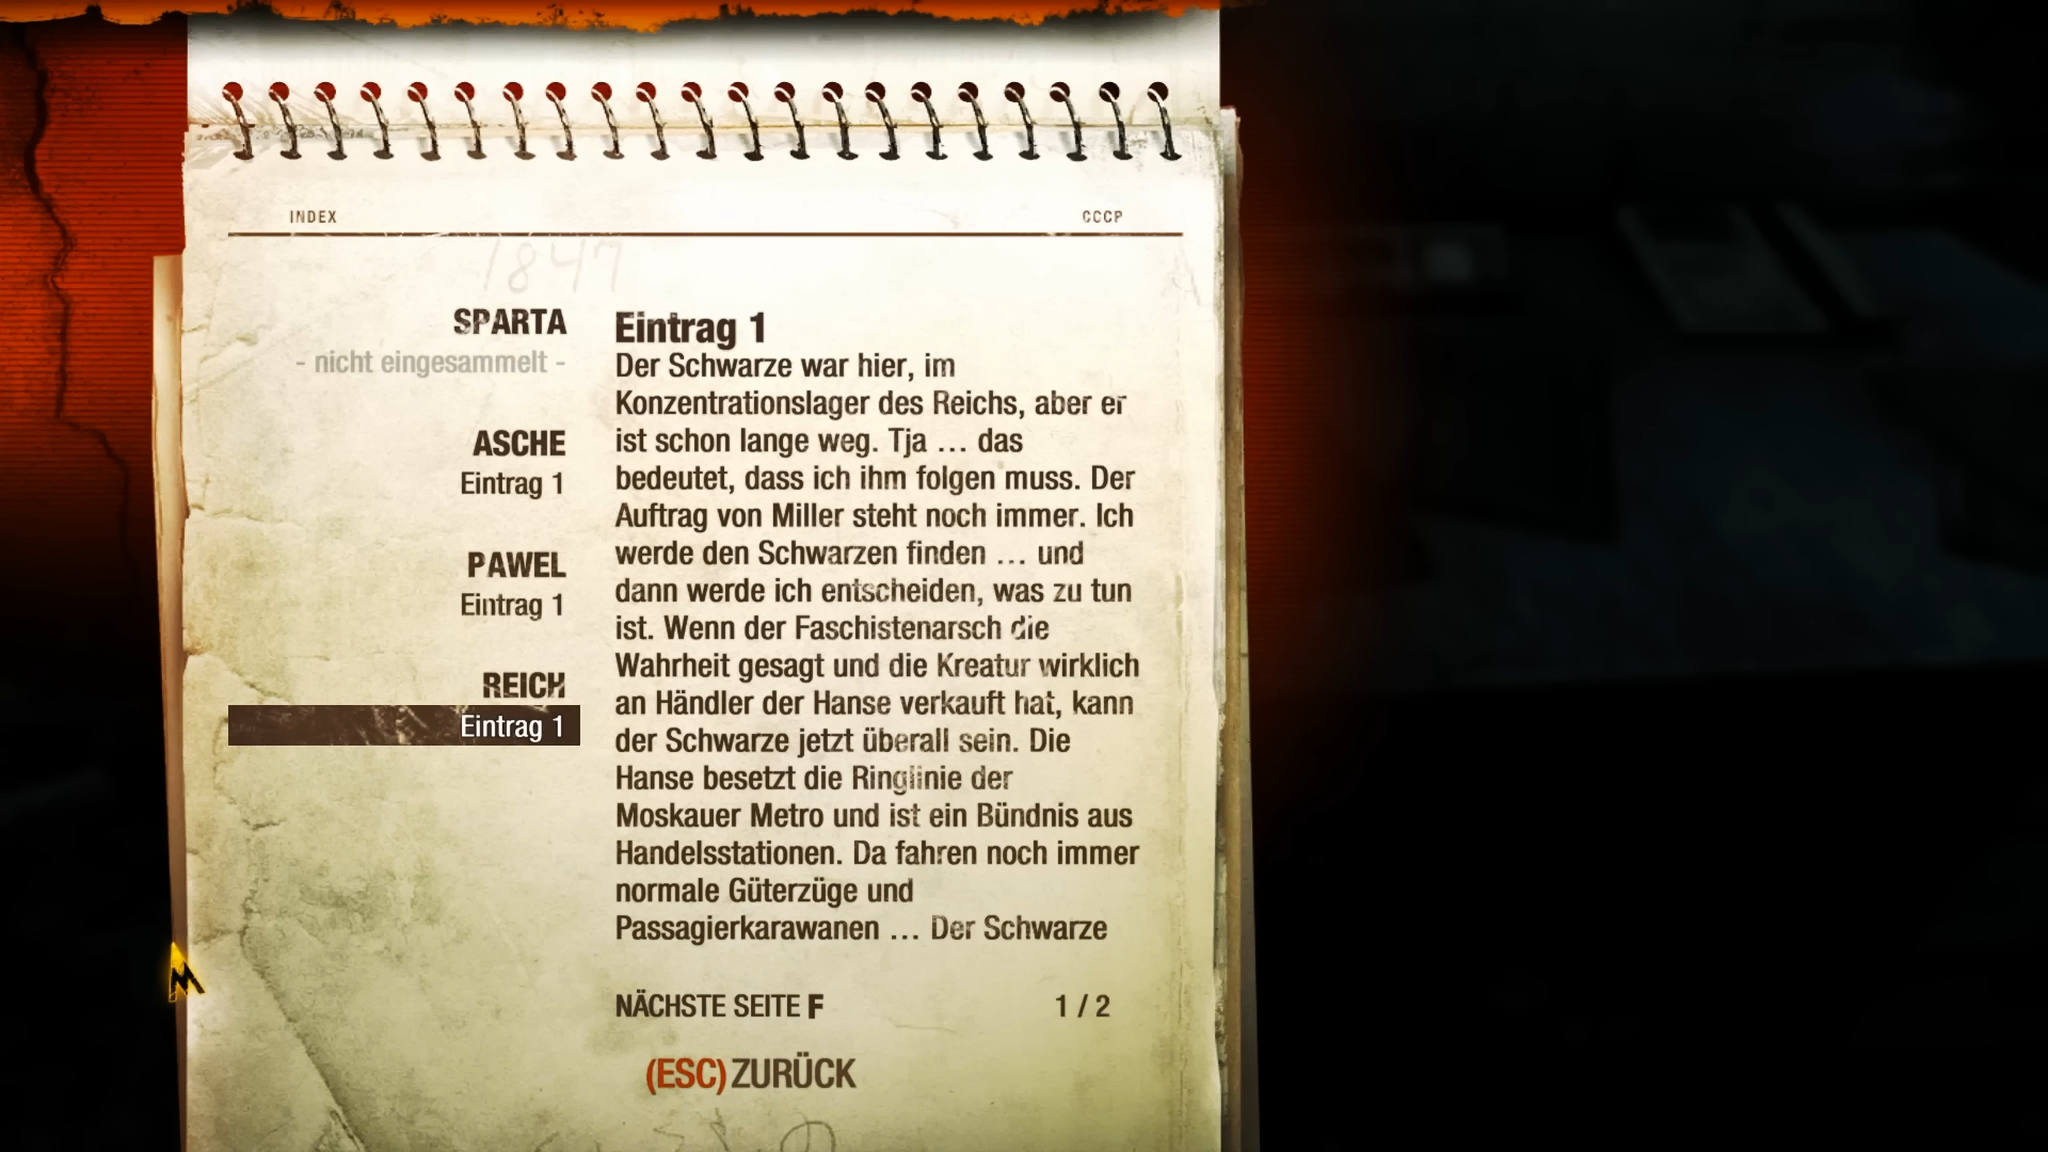 INDEX
CCCP
1847
SPARTA
- nicht eingesammelt -
ASCHE
Eintrag 1
PAWEL
Eintrag 1
REICH
Eintrag 1
Eintrag 1
Der Schwarze war hier, im
Konzentrationslager des Reichs, aber er
ist schon lange weg. Tja … das
bedeutet, dass ich ihm folgen muss. Der
Auftrag von Miller steht noch immer. Ich
werde den Schwarzen finden … und
dann werde ich entscheiden, was zu tun
ist. Wenn der Faschistenarsch die
Wahrheit gesagt und die Kreatur wirklich
an Händler der Hanse verkauft hat, kann
der Schwarze jetzt überall sein. Die
Hanse besetzt die Ringlinie der
Moskauer Metro und ist ein Bündnis aus
Handelsstationen. Da fahren noch immer
normale Güterzüge und
Passagierkarawanen … Der Schwarze
NÄCHSTE SEITE F
1 / 2
(ESC) ZURÜCK
M